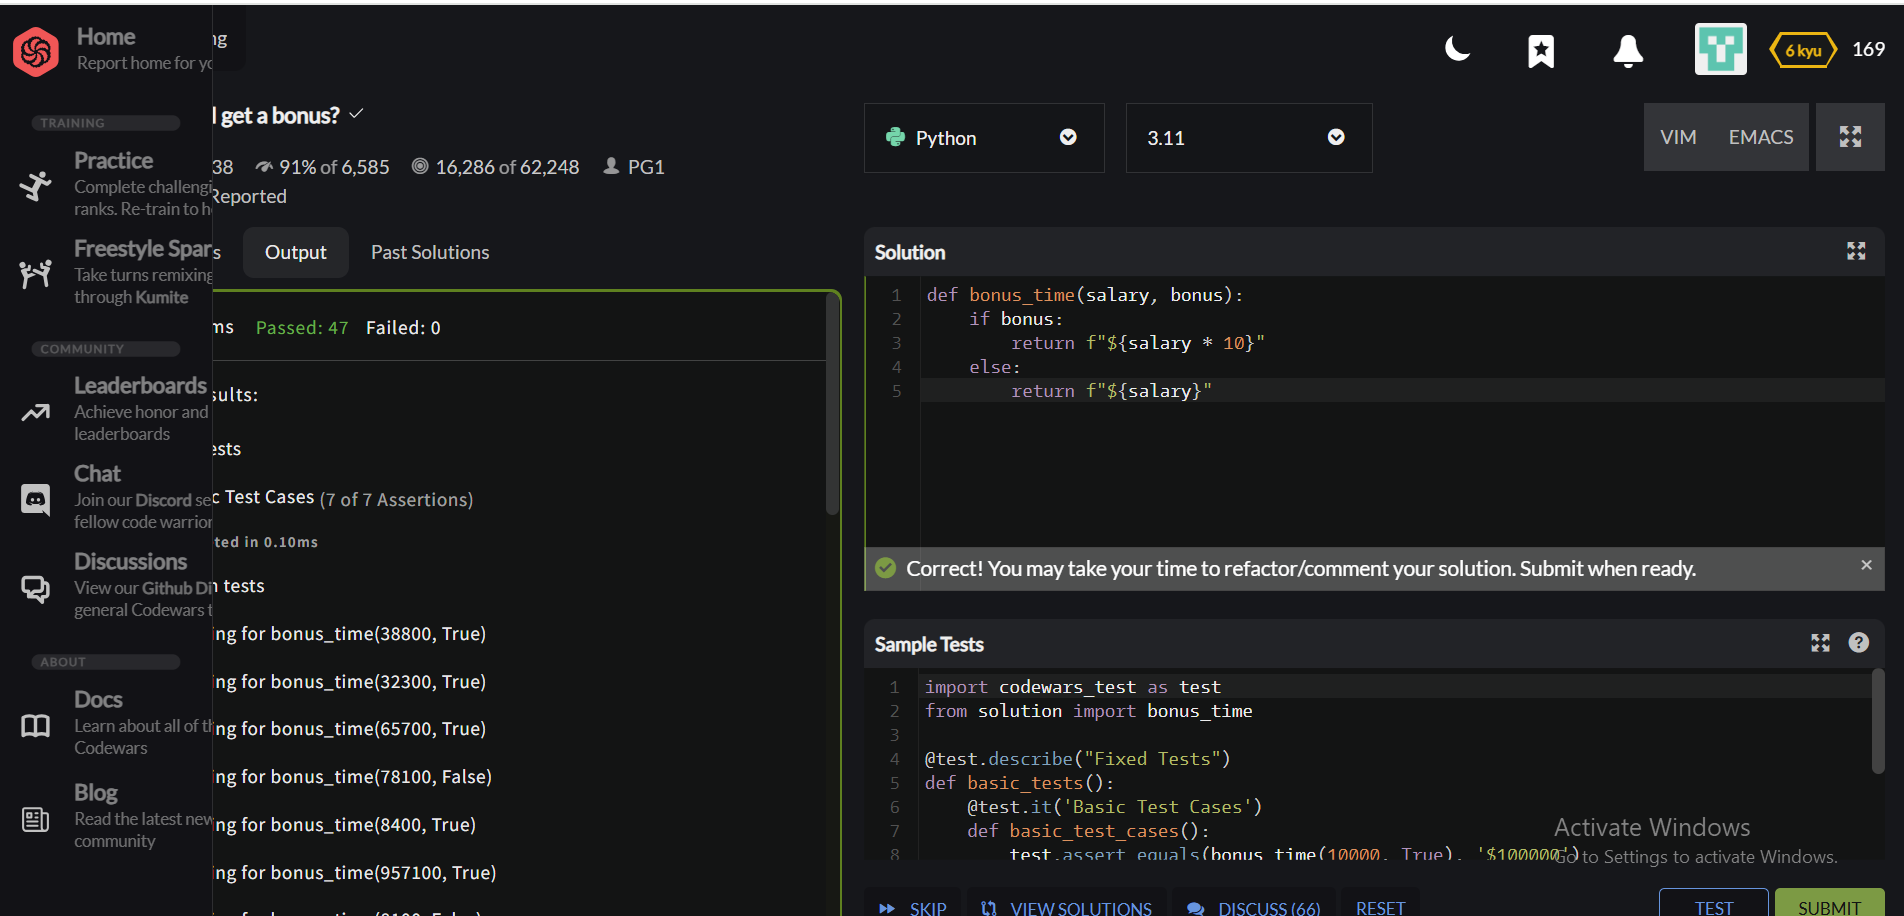 Home
Report home for yo
TRAINING
Practice
Complete challengi
ranks. Re-train to h
Freestyle Spar
Take turns remixing
through Kumite
COMMUNITY
Leaderboards
Achieve honor and
leaderboards
Chat
Join our Discord se
fellow code warrior
Discussions
View our Github Di
general Codewars t
ABOUT
Docs
Learn about all of th
Codewars
Blog
Read the latest new
community
ng
6 kyu
169
get a bonus?
38 91% of 6,585 16,286 of 62,248 PG1
Reported
s Output Past Solutions
ms Passed: 47 Failed: 0
sults:
ests
c Test Cases (7 of 7 Assertions)
ted in 0.10ms
tests
ing for bonus_time(38800, True)
ing for bonus_time(32300, True)
ing for bonus_time(65700, True)
ing for bonus_time(78100, False)
ing for bonus_time(8400, True)
ing for bonus_time(957100, True)
Python
3.11
VIM EMACS
Solution
1 def bonus_time(salary, bonus):
2 if bonus:
3 return f"${salary * 10}"
4 else:
5 return f"${salary}"
Correct! You may take your time to refactor/comment your solution. Submit when ready.
Sample Tests
1 import codewars_test as test
2 from solution import bonus_time
3
4 @test.describe("Fixed Tests")
5 def basic_tests():
6 @test.it('Basic Test Cases')
7 def basic_test_cases():
8 test.assert_equals(bonus_time(10000, True), '$100000')
Activate Windows
Go to Settings to activate Windows.
SKIP VIEW SOLUTIONS DISCUSS (66) RESET TEST SUBMIT